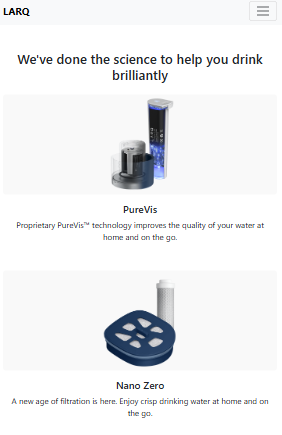 LARQ
We've done the science to help you drink
brilliantly
PureVis
Proprietary PureVis™ technology improves the quality of your water at
home and on the go.
Nano Zero
A new age of filtration is here. Enjoy crisp drinking water at home and on
the go.